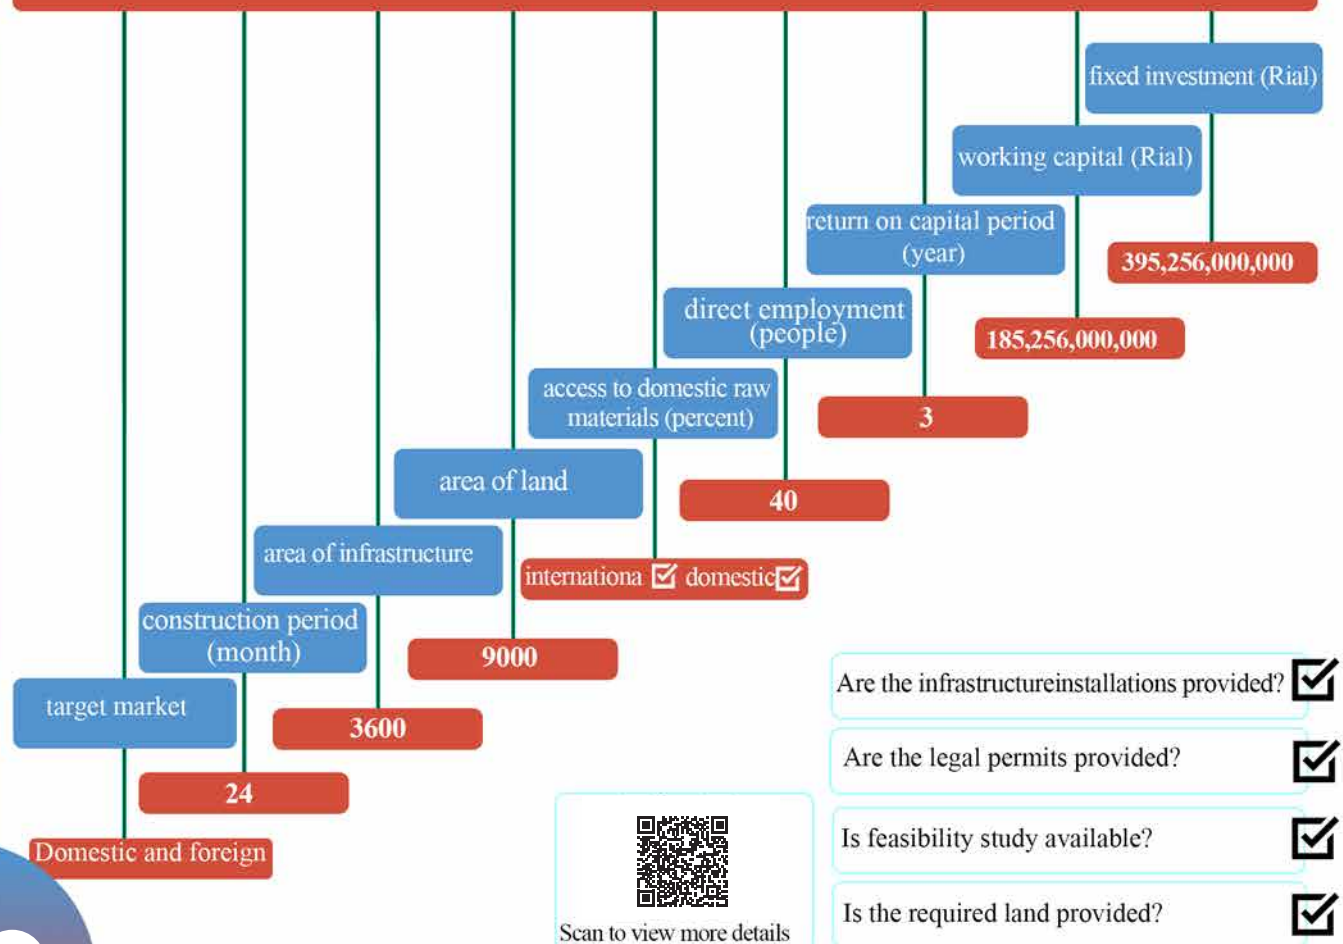 fixed investment (Rial)
395,256,000,000
working capital (Rial)
185,256,000,000
return on capital period
(year)
3
direct employment
(people)
40
access to domestic raw
materials (percent)
internationa domestic
area of land
9000
area of infrastructure
3600
construction period
(month)
24
target market
Domestic and foreign
Are the infrastructureinstallations provided?
Are the legal permits provided?
Is feasibility study available?
Is the required land provided?
Scan to view more details